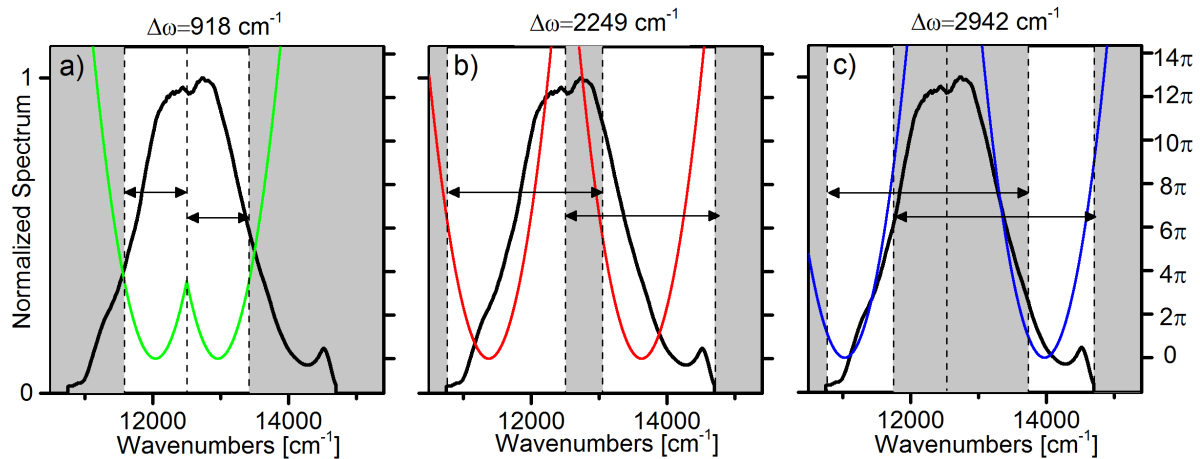 Δω=918 cm⁻¹
Δω=2249 cm⁻¹
Δω=2942 cm⁻¹
a)
b)
c)
1
0
Normalized Spectrum
14π
12π
10π
8π
6π
4π
2π
0
12000 14000
12000 14000
12000 14000
Wavenumbers [cm⁻¹]
Wavenumbers [cm⁻¹]
Wavenumbers [cm⁻¹]